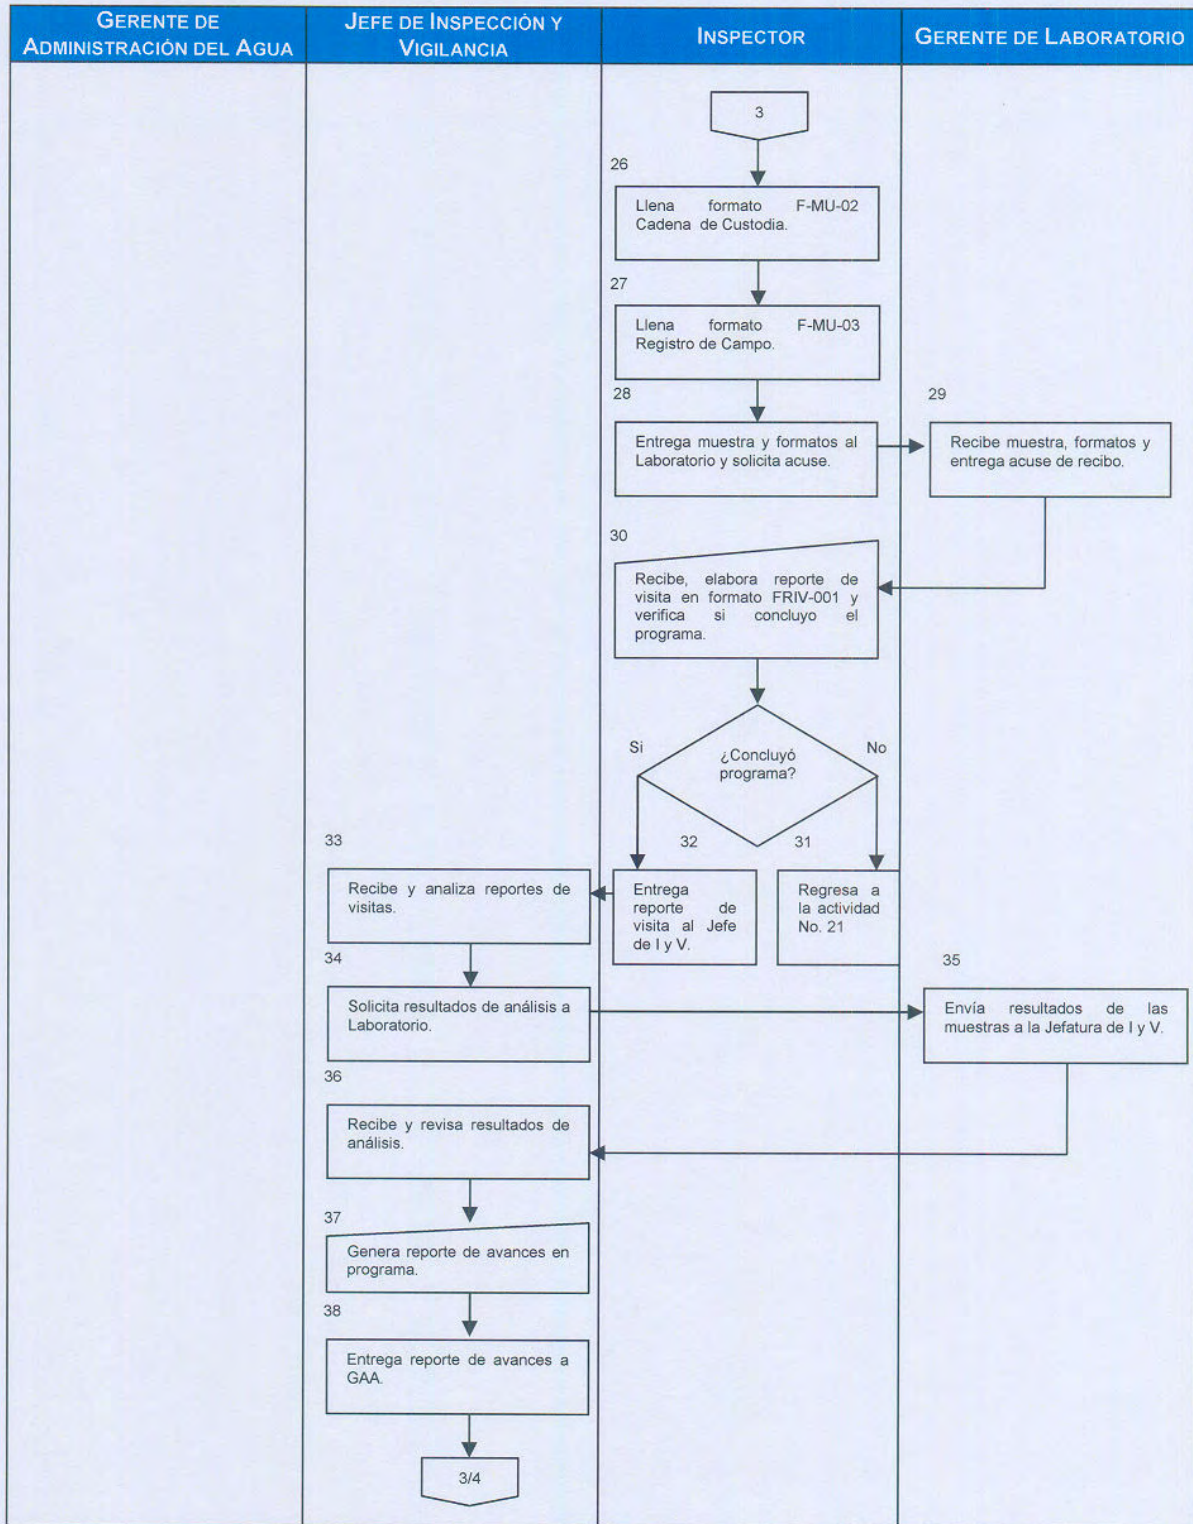 GERENTE DE
ADMINISTRACIÓN DEL AGUA
JEFE DE INSPECCIÓN Y
VIGILANCIA
INSPECTOR
GERENTE DE LABORATORIO
3
26
Llena formato F-MU-02
Cadena de Custodia.
27
Llena formato F-MU-03
Registro de Campo.
28
Entrega muestra y formatos al
Laboratorio y solicita acuse.
29
Recibe muestra, formatos y
entrega acuse de recibo.
30
Recibe, elabora reporte de
visita en formato FRIV-001 y
verifica si concluyo el
programa.
Si
¿Concluyó
programa?
No
32
31
Entrega
reporte de
visita al Jefe
de I y V.
Regresa a
la actividad
No. 21
33
Recibe y analiza reportes de
visitas.
34
Solicita resultados de análisis a
Laboratorio.
35
Envía resultados de las
muestras a la Jefatura de I y V.
36
Recibe y revisa resultados de
análisis.
37
Genera reporte de avances en
programa.
38
Entrega reporte de avances a
GAA.
3/4